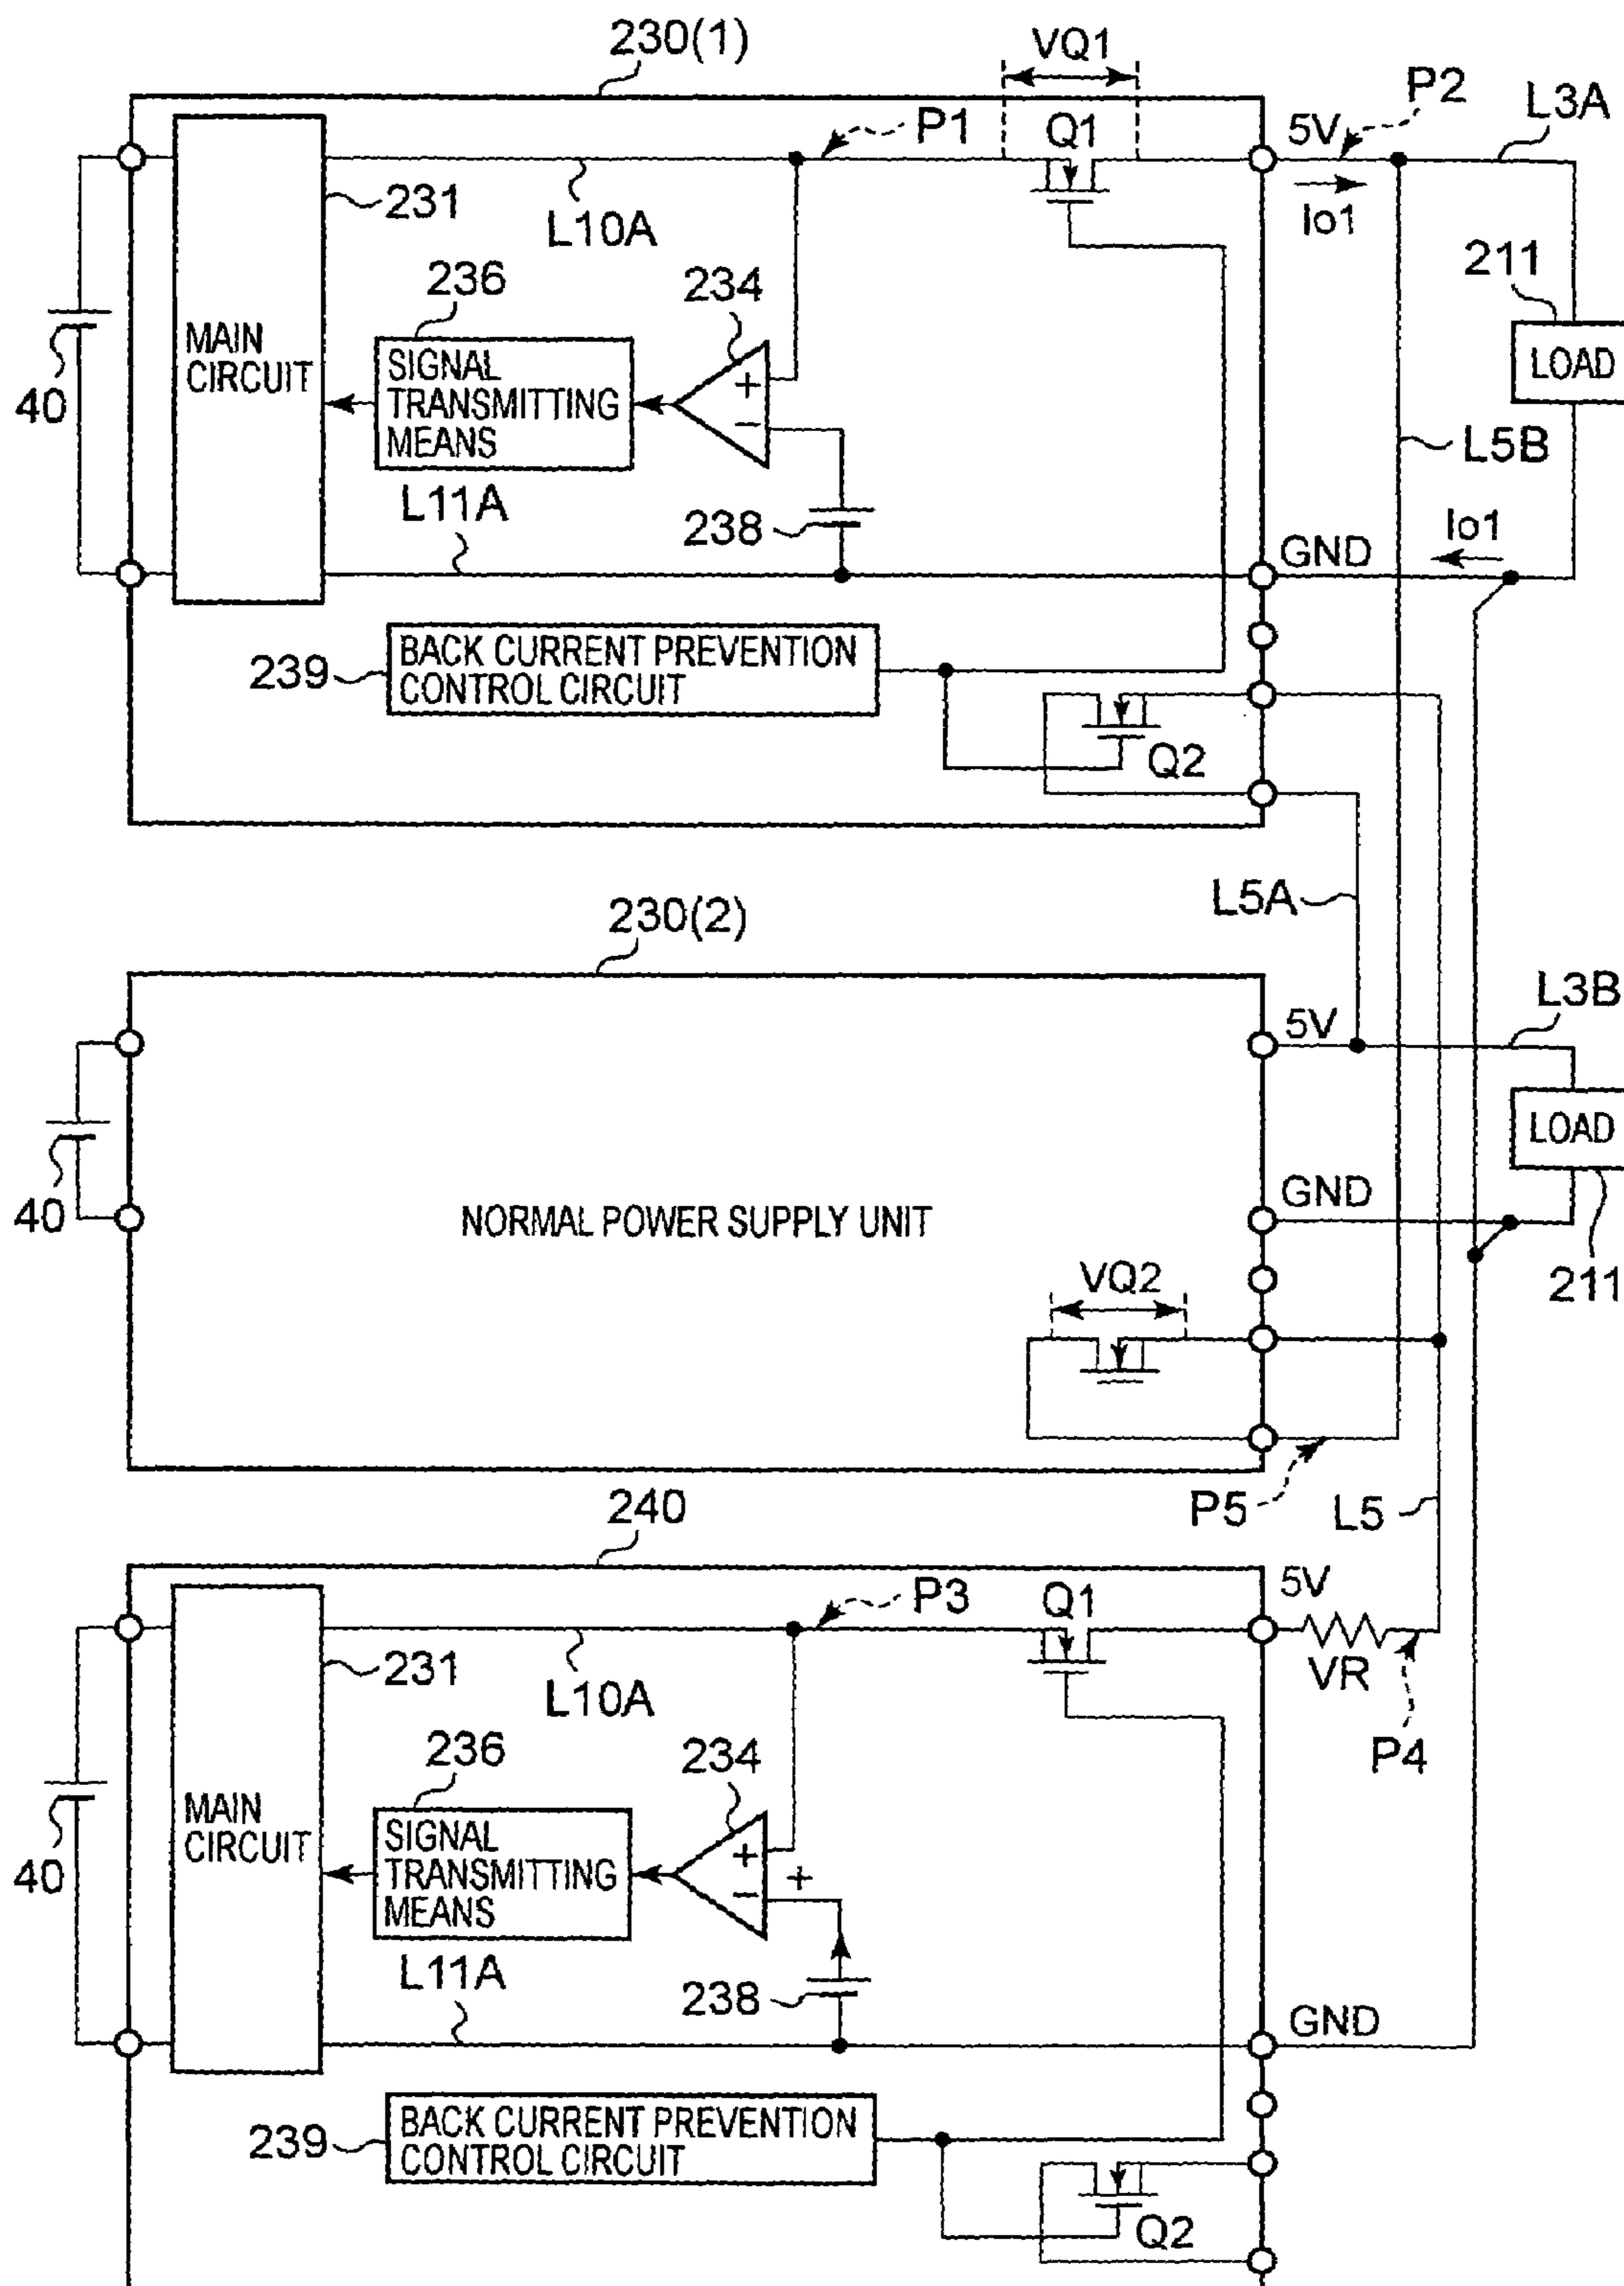 230(1)
VQ1
P1
Q1
5V
P2
L3A
231
L10A
Io1
211
236
234
MAIN
CIRCUIT
SIGNAL
TRANSMITTING
MEANS
+
−
LOAD
40
L5B
L11A
238
Io1
GND
239
BACK CURRENT PREVENTION
CONTROL CIRCUIT
Q2
L5A
230(2)
L3B
5V
LOAD
40
NORMAL POWER SUPPLY UNIT
GND
211
VQ2
P5
L5
240
5V
P3
Q1
231
L10A
VR
P4
236
234
MAIN
CIRCUIT
SIGNAL
TRANSMITTING
MEANS
+
+
−
40
L11A
238
GND
239
BACK CURRENT PREVENTION
CONTROL CIRCUIT
Q2